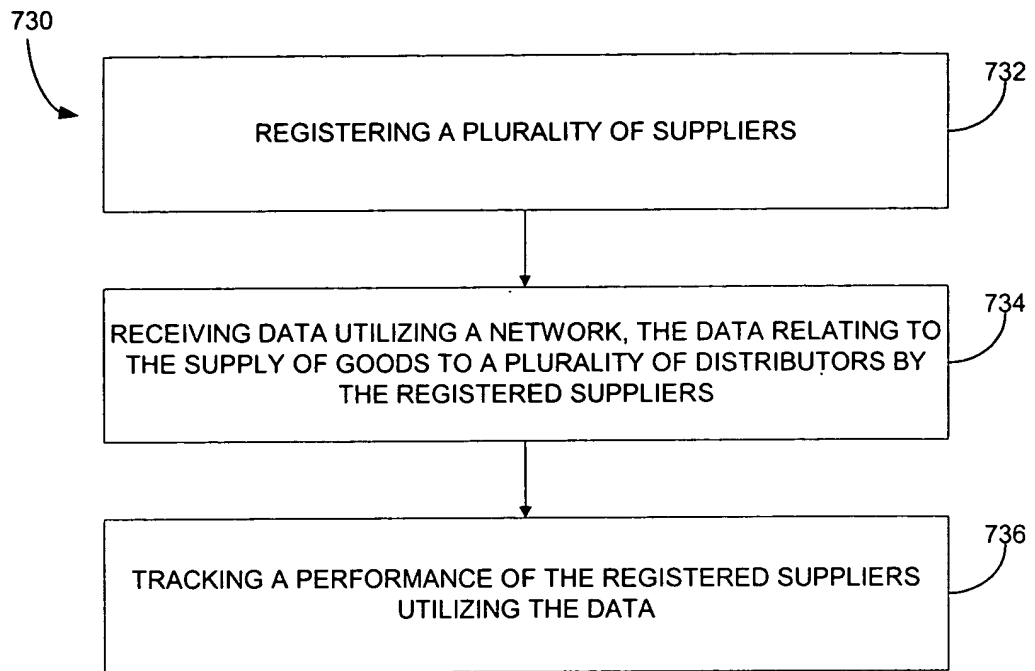 730
732
REGISTERING A PLURALITY OF SUPPLIERS
734
RECEIVING DATA UTILIZING A NETWORK, THE DATA RELATING TO
THE SUPPLY OF GOODS TO A PLURALITY OF DISTRIBUTORS BY
THE REGISTERED SUPPLIERS
736
TRACKING A PERFORMANCE OF THE REGISTERED SUPPLIERS
UTILIZING THE DATA